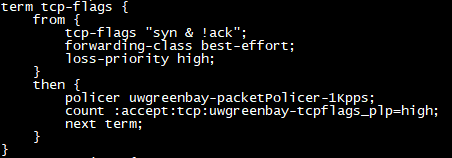 term tcp-flags {
    from {
        tcp-flags "syn & !ack";
        forwarding-class best-effort;
        loss-priority high;
    }
    then {
        policer uwgreenbay-packetPolicer-1Kpps;
        count :accept:tcp:uwgreenbay-tcpflags_plp=high;
        next term;
    }
}